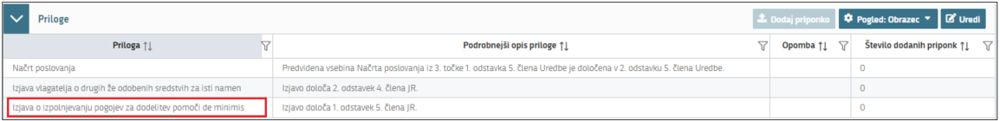 Priloge Dodaj priponko Pogled: Obrazec Uredi
Priloga Podrobnejši opis priloge Opomba Število dodanih priponk
Načrt poslovanja Predvidena vsebina Načrta poslovanja iz 3. točke 1. odstavka 5. člena Uredbe je določena v 2. odstavku 5. člena Uredbe. 0
Izjava vlagatelja o drugih že odobenih sredstvih za isti namen Izjavo določa 2. odstavek 4. člena JR. 0
Izjava o izpolnjevanju pogojev za dodelitev pomoči de minimis Izjavo določa 1. odstavek 5. člena JR. 0